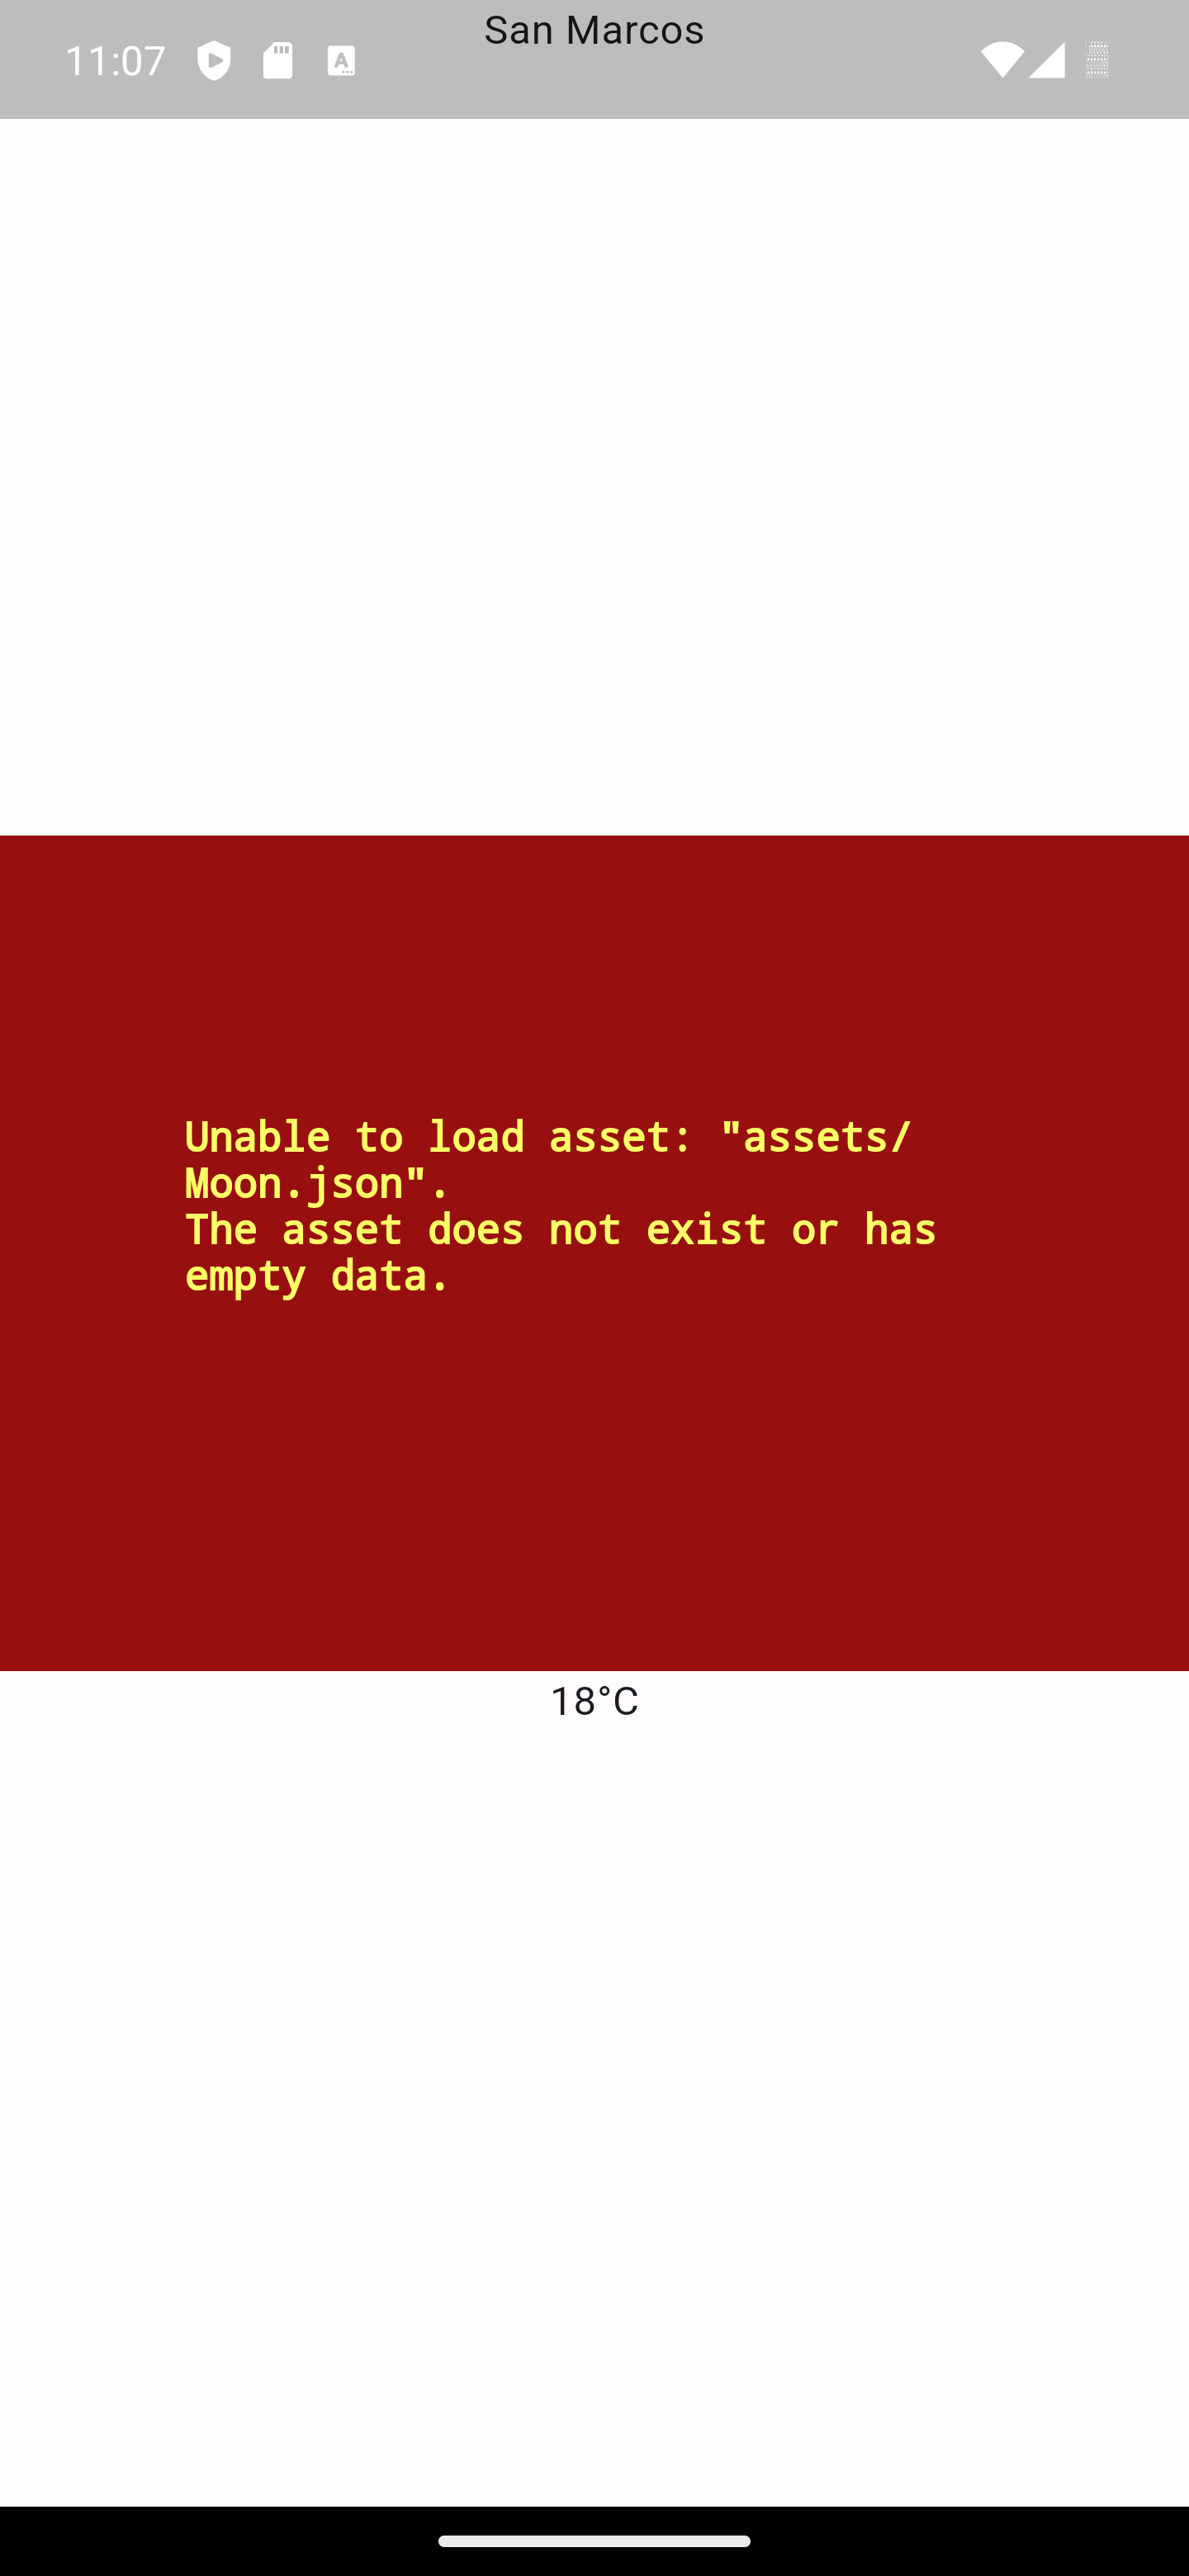 San Marcos
11:07
Unable to load asset: "assets/
Moon.json".
The asset does not exist or has
empty data.
18°C